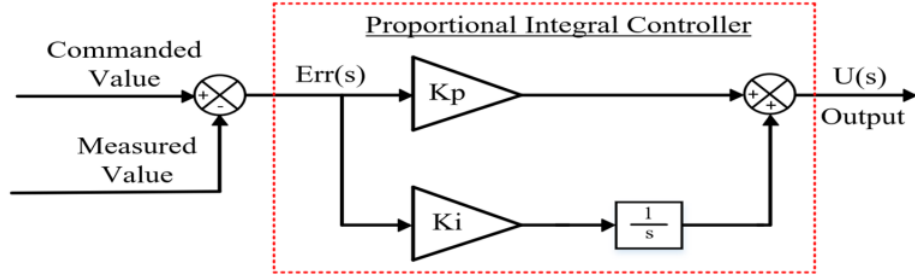 Proportional Integral Controller
Commanded
Value
Err(s)
Kp
U(s)
Output
+
-
+
+
Measured
Value
Ki
1
s